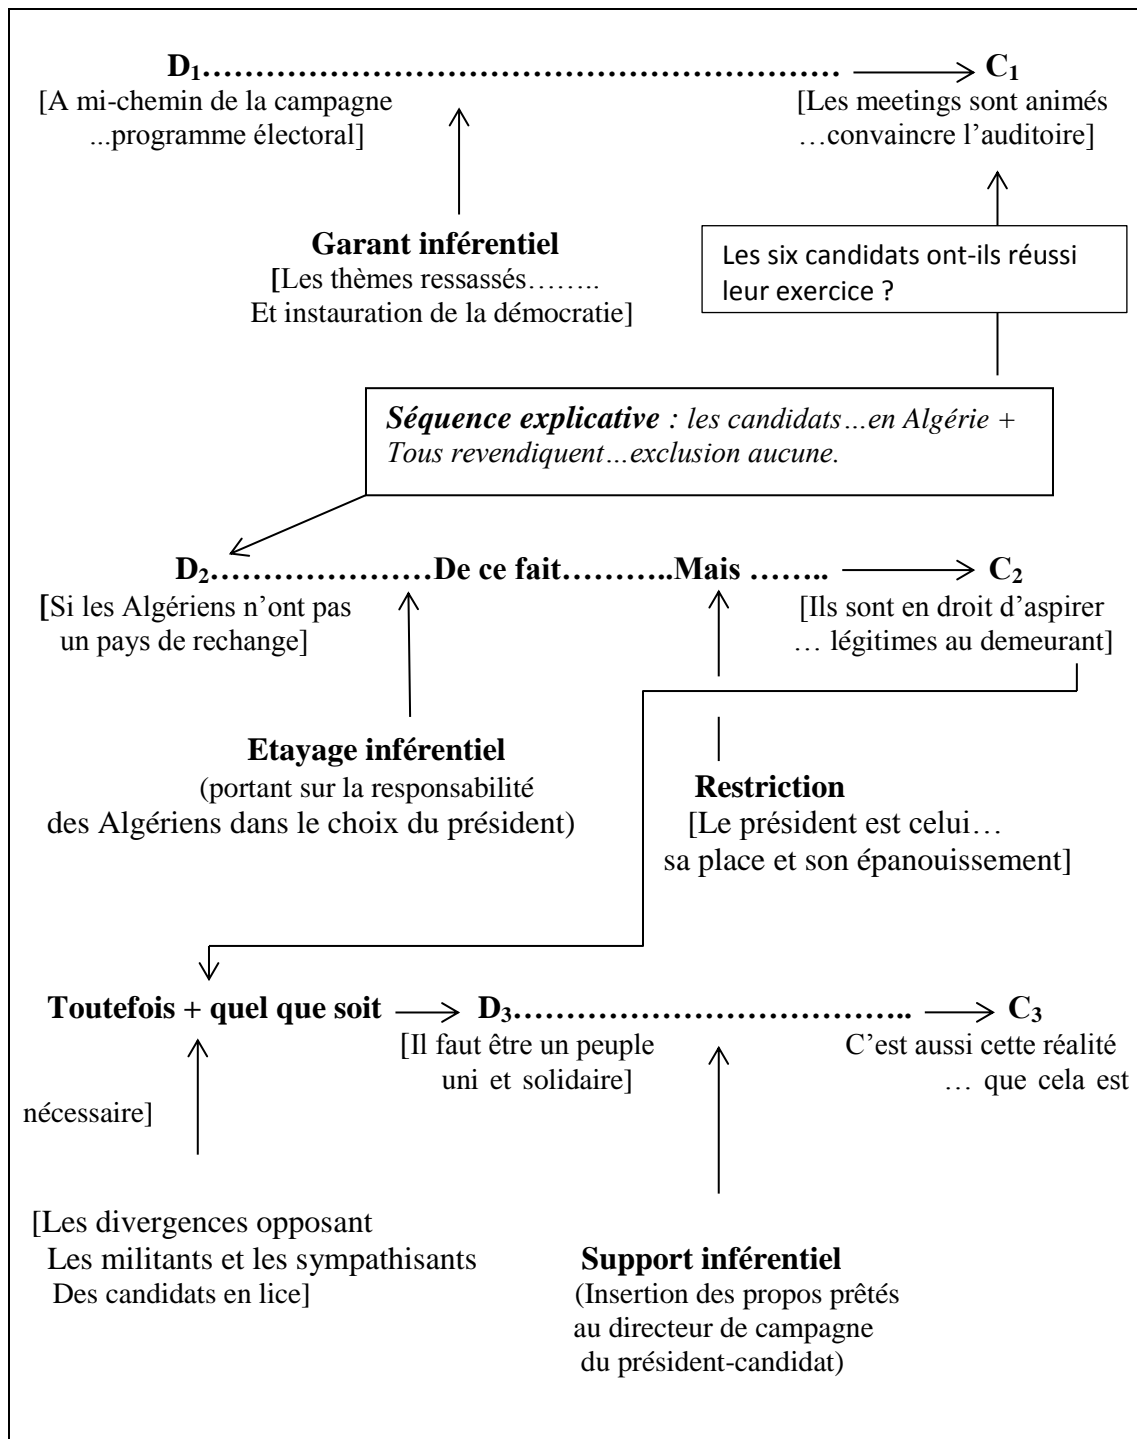 D₁…………………………………………………………… C₁
[A mi-chemin de la campagne [Les meetings sont animés
...programme électoral] …convaincre l’auditoire]
Garant inférentiel
[Les thèmes ressassés……..
Et instauration de la démocratie]
Les six candidats ont-ils réussi
leur exercice ?
Séquence explicative : les candidats…en Algérie +
Tous revendiquent…exclusion aucune.
D₂…………………De ce fait………..Mais …….. C₂
[Si les Algériens n’ont pas [Ils sont en droit d’aspirer
un pays de rechange] … légitimes au demeurant]
Etayage inférentiel
(portant sur la responsabilité
des Algériens dans le choix du président)
Restriction
[Le président est celui…
sa place et son épanouissement]
Toutefois + quel que soit D₃……………………………….. C₃
[Il faut être un peuple C’est aussi cette réalité
uni et solidaire] … que cela est
nécessaire]
[Les divergences opposant
Les militants et les sympathisants
Des candidats en lice]
Support inférentiel
(Insertion des propos prêtés
au directeur de campagne
du président-candidat)